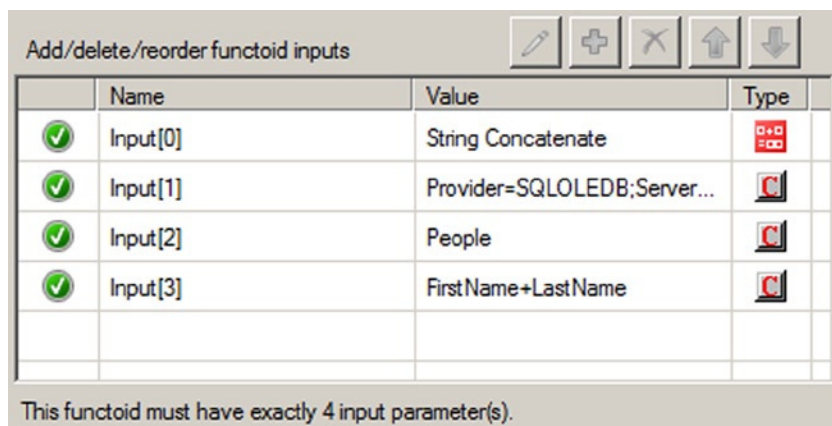 Add/delete/reorder functoid inputs
Name Value Type
Input[0] String Concatenate
Input[1] Provider=SQLOLEDB;Server... C
Input[2] People C
Input[3] FirstName+LastName C
This functoid must have exactly 4 input parameter(s).